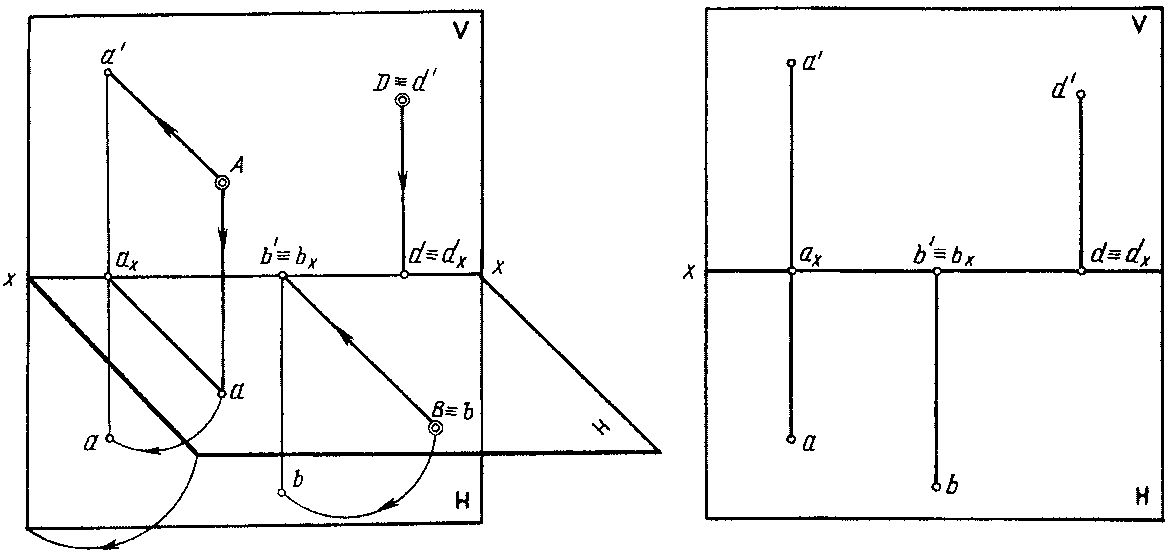 V
a'
D≡d'
A
a_x
b'≡b_x
d≡d_x
x
x
a
B≡b
H
a
b
H
V
a'
d'
x
a_x
b'≡b_x
d≡d_x
x
a
b
H